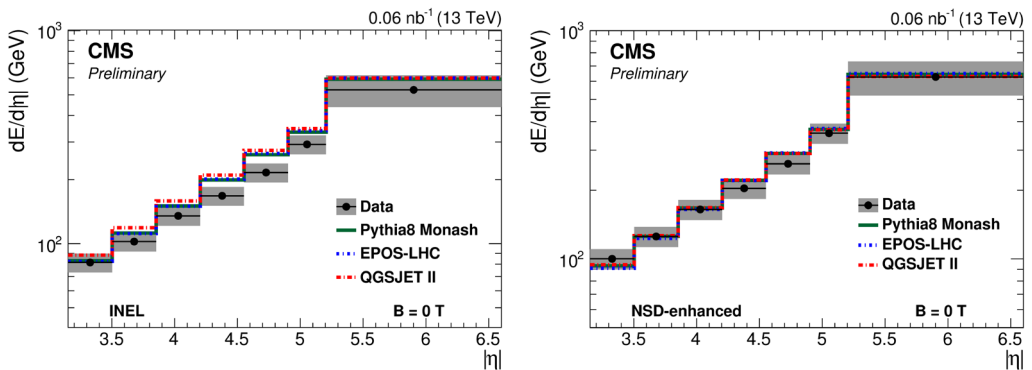 0.06 nb⁻¹ (13 TeV)
10³
CMS
Preliminary
dE/d|η| (GeV)
Data
Pythia8 Monash
EPOS-LHC
QGSJET II
10²
INEL
B = 0 T
3.5 4 4.5 5 5.5 6 6.5
|η|
0.06 nb⁻¹ (13 TeV)
10³
CMS
Preliminary
dE/d|η| (GeV)
Data
Pythia8 Monash
EPOS-LHC
QGSJET II
10²
NSD-enhanced
B = 0 T
3.5 4 4.5 5 5.5 6 6.5
|η|